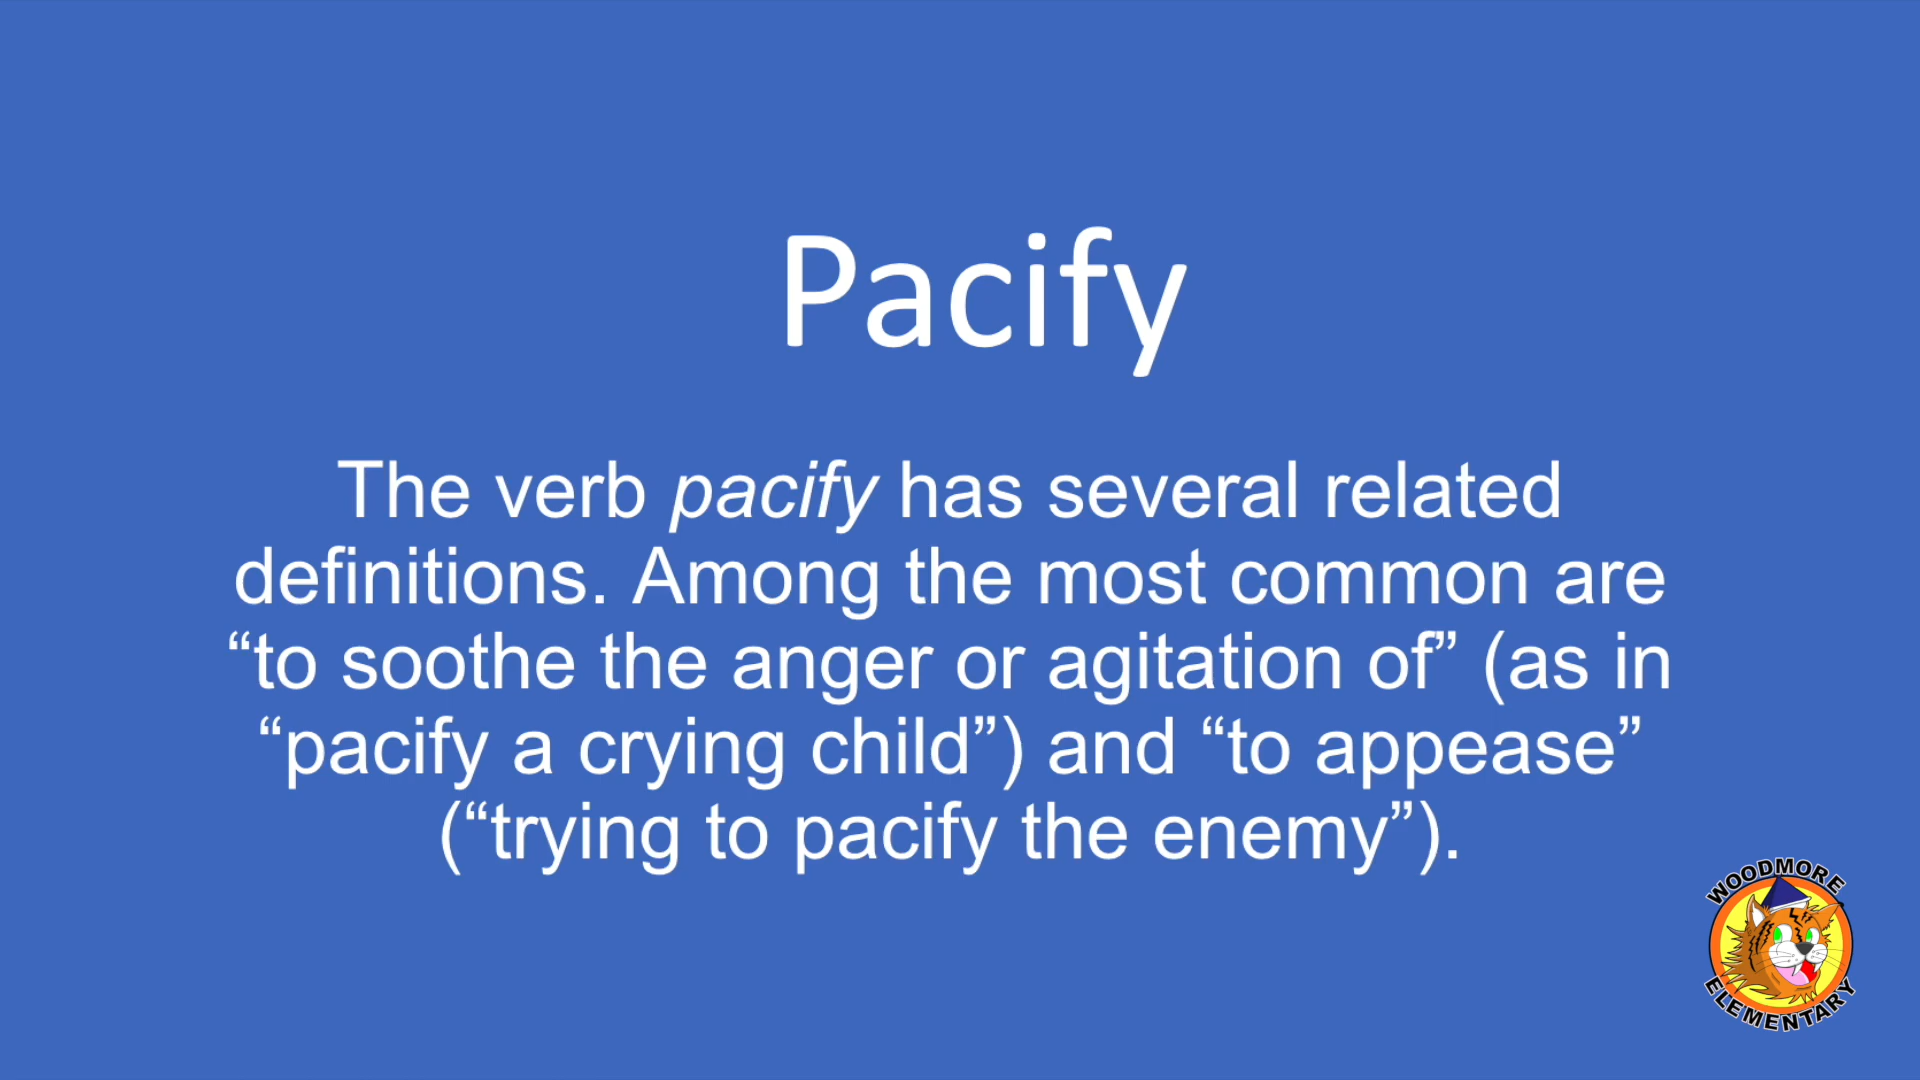 Pacify
The verb pacify has several related
definitions. Among the most common are
“to soothe the anger or agitation of” (as in
“pacify a crying child”) and “to appease”
(“trying to pacify the enemy”).
WOODMORE
ELEMENTARY